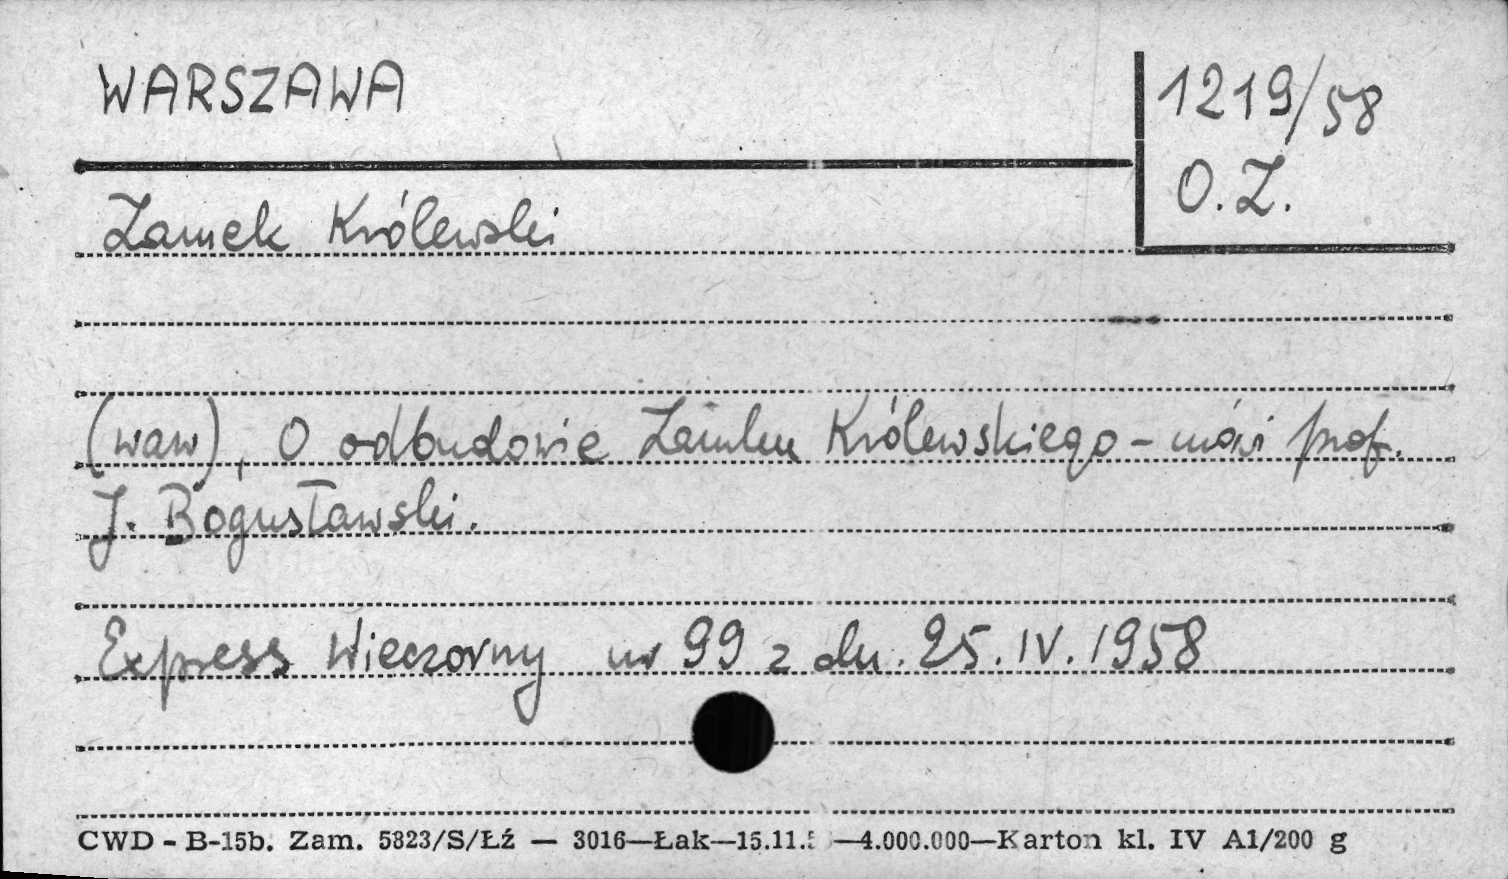 WARSZAWA
1219/58
O.Z.
Zamek Królewski
(waw), O odbudowie Zamku Królewskiego - mówi prof.
J. Bogusławski.
Express Wieczorny nr 99 z dn. 25.IV.1958
CWD - B-15b. Zam. 5823/S/Łź — 3016—Łak—15.11.5 —4.000.000—Karton kl. IV A1/200 g